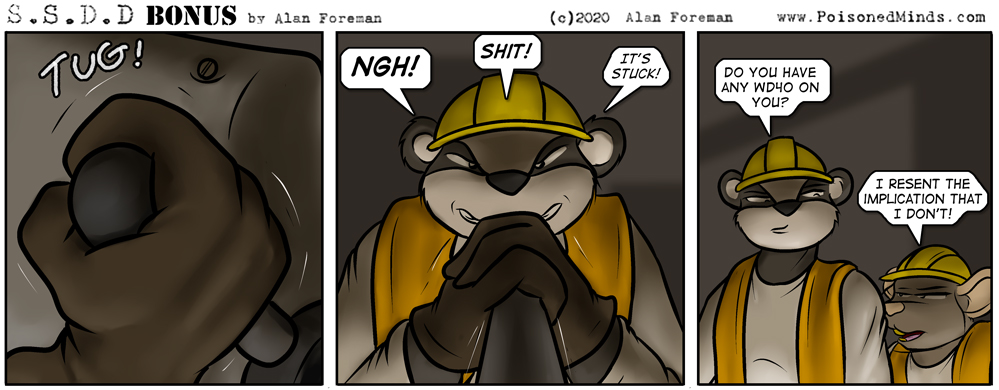 S.S.D.D BONUS by Alan Foreman (c)2020 Alan Foreman www.PoisonedMinds.com
TUG!
NGH!
SHIT!
IT'S
STUCK!
DO YOU HAVE
ANY WD40 ON
YOU?
I RESENT THE
IMPLICATION THAT
I DON'T!